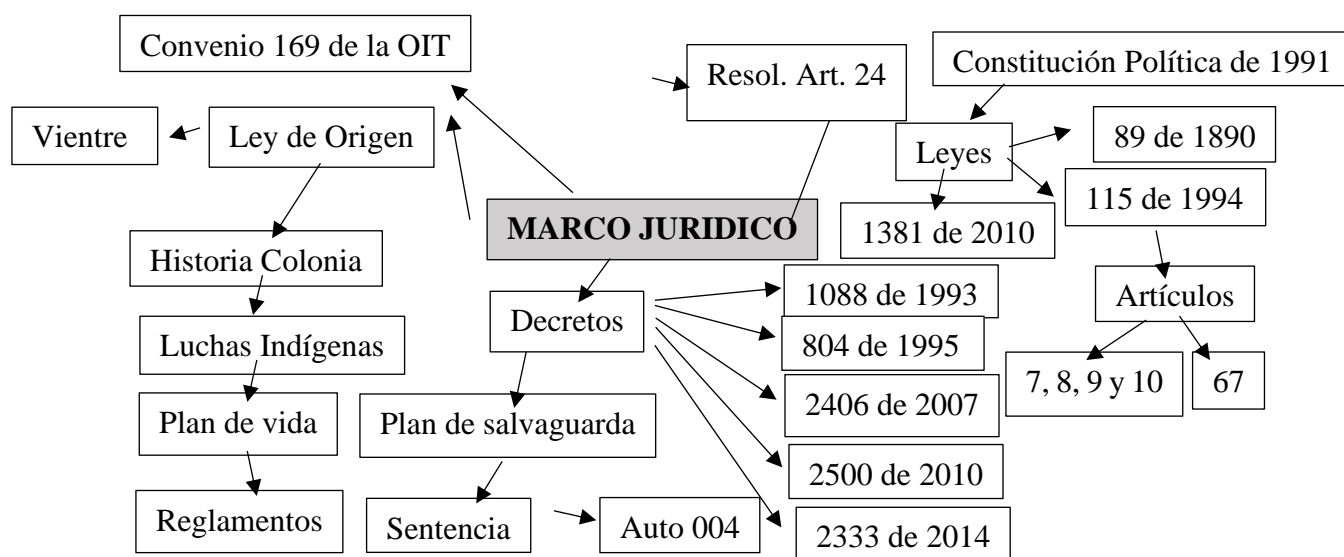 Convenio 169 de la OIT
Resol. Art. 24
Constitución Política de 1991
Vientre
Ley de Origen
Leyes
89 de 1890
115 de 1994
MARCO JURIDICO
1381 de 2010
Historia Colonia
1088 de 1993
Artículos
Decretos
Luchas Indígenas
804 de 1995
7, 8, 9 y 10
67
2406 de 2007
Plan de vida
Plan de salvaguarda
2500 de 2010
Reglamentos
Sentencia
Auto 004
2333 de 2014